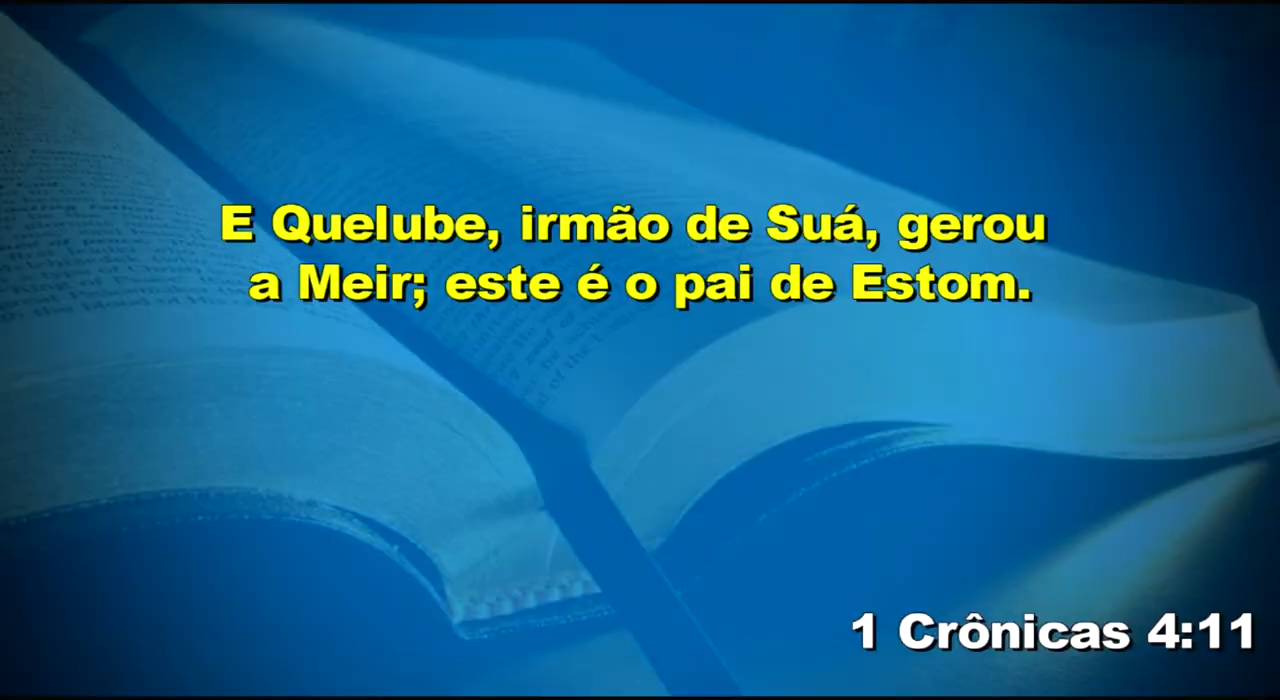 E Quelube, irmão de Suá, gerou
a Meir; este é o pai de Estom.
1 Crônicas 4:11